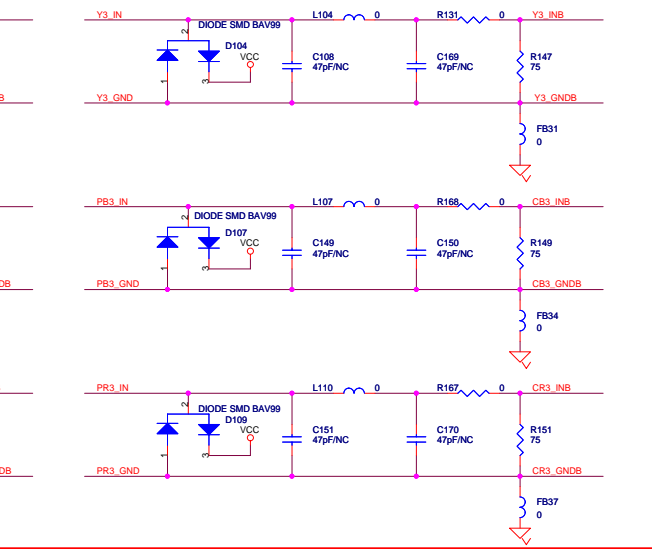 Y3_IN
DIODE SMD BAV99
L104 0
R131 0
Y3_INB
2
D104
VCC
C108
47pF/NC
C169
47pF/NC
R147
75
1
3
B
Y3_GND
Y3_GNDB
FB31
0
PB3_IN
L107 0
R168 0
CB3_INB
2
DIODE SMD BAV99
D107
VCC
C149
47pF/NC
C150
47pF/NC
R149
75
1
3
DB
PB3_GND
CB3_GNDB
FB34
0
PR3_IN
L110 0
R167 0
CR3_INB
2
DIODE SMD BAV99
D109
VCC
C151
47pF/NC
C170
47pF/NC
R151
75
1
3
DB
PR3_GND
CR3_GNDB
FB37
0